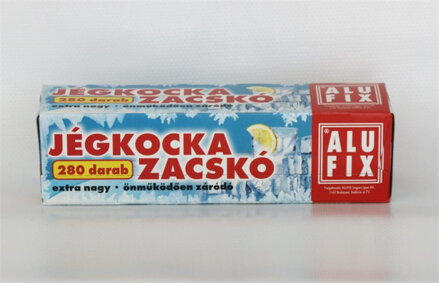 JÉGKOCKA
280 darab ZACSKÓ
extra nagy · önműködően záródó
ALU
FIX
JÉGKOCKA
280 darab ZACSKÓ
extra nagy · önműködően záródó
® ALU
FIX